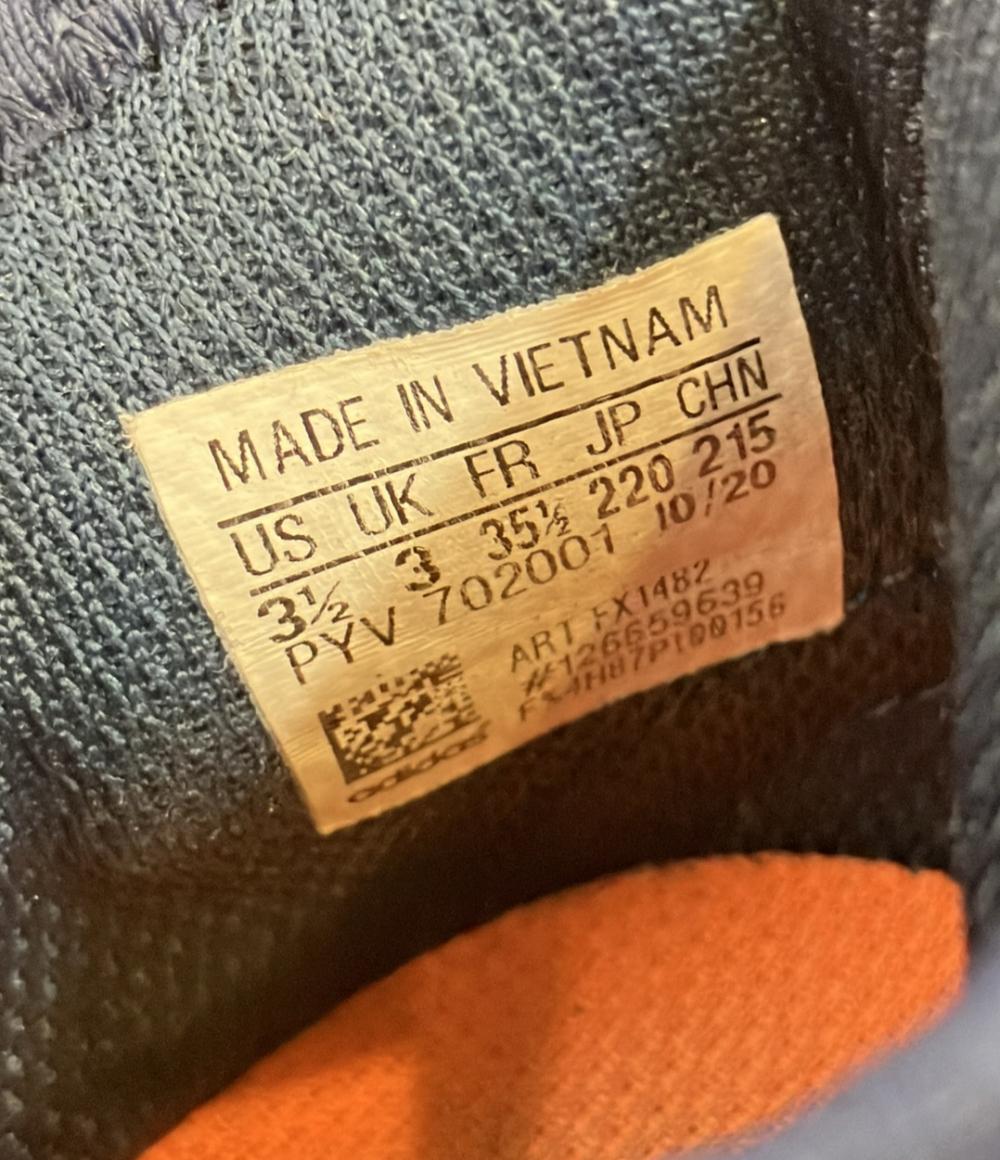 MADE IN VIETNAM
US UK FR JP CHN
3½ 3 35½ 220 215
PYV 702001 10/20
ART FX1482
#126659639
adidas